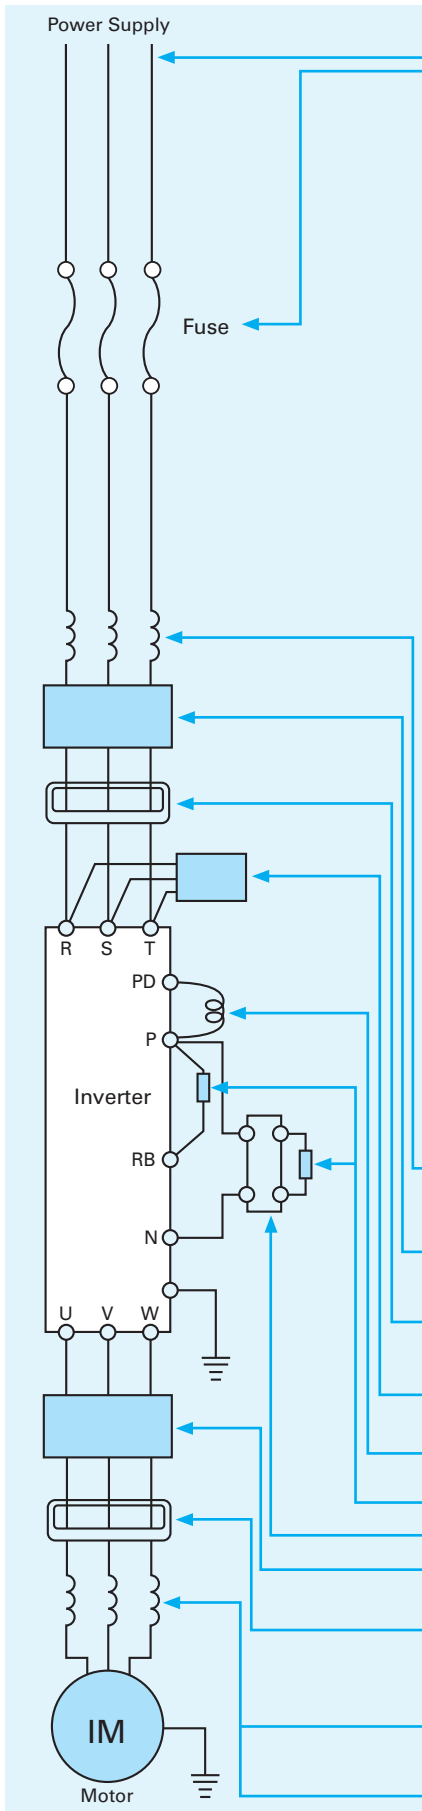 Power Supply
Fuse
R S T
PD
P
Inverter
RB
N
U V W
IM
Motor